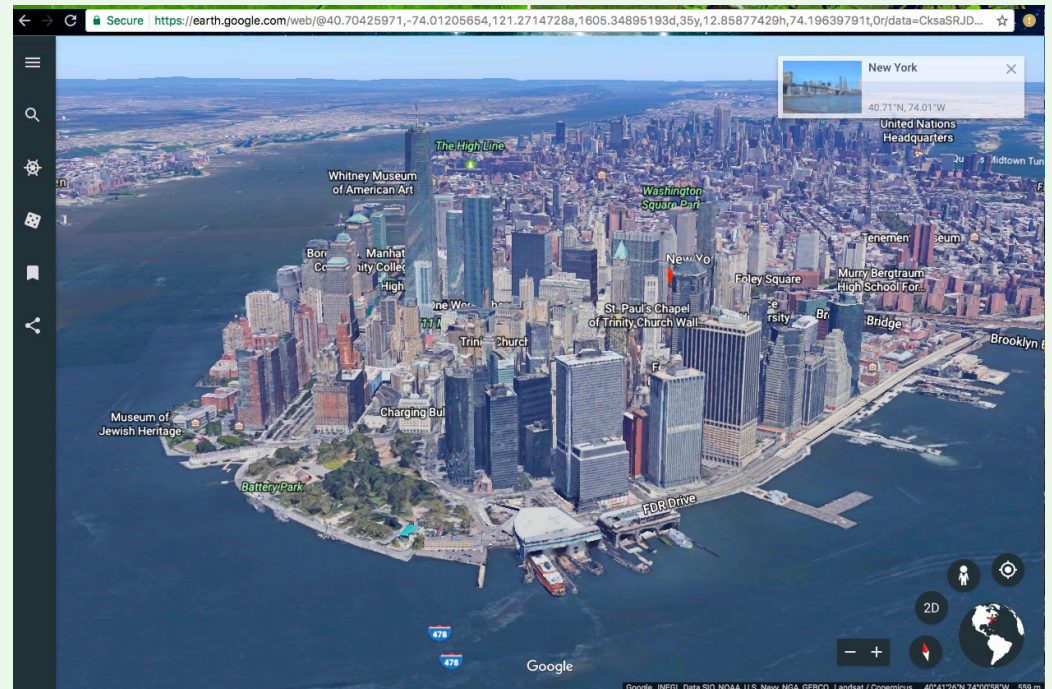 Secure https://earth.google.com/web/@40.70425971,-74.01205654,121.2714728a,1605.34895193d,35y,12.85877429h,74.19639791t,0r/data=CksaSRJD...
New York
40.71°N, 74.01°W
United Nations
Headquarters
The High Line
Midtown Tun
Whitney Museum
of American Art
Washington
Square Park
Tenement
eum
Manhat
High
New Yo
Foley Square
Murry Bergtraum
High School For...
St. Paul's Chapel
of Trinity Church Wall...
rsity
Bridge
Brooklyn
Church
Charging Bul
Museum of
Jewish Heritage
Battery Park
FDR Drive
2D
478
478
Google
Google, INEGI, Data SIO, NOAA, U.S. Navy, NGA, GEBCO, Landsat / Copernicus 40°41'26"N 74°00'58"W 559 m